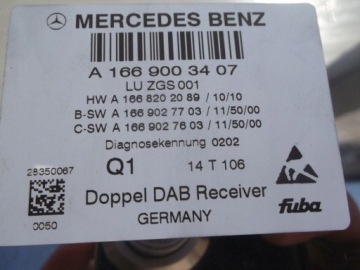 MERCEDES BENZ
A 166 900 34 07
LU ZGS 001
HW A 166 820 20 89 / 10/10
B-SW A 166 902 77 03 / 11/50/00
C-SW A 166 902 76 03 / 11/50/00
Diagnosekennung 0202
28350067
Q1
14 T 106
0050
Doppel DAB Receiver
GERMANY
fuba